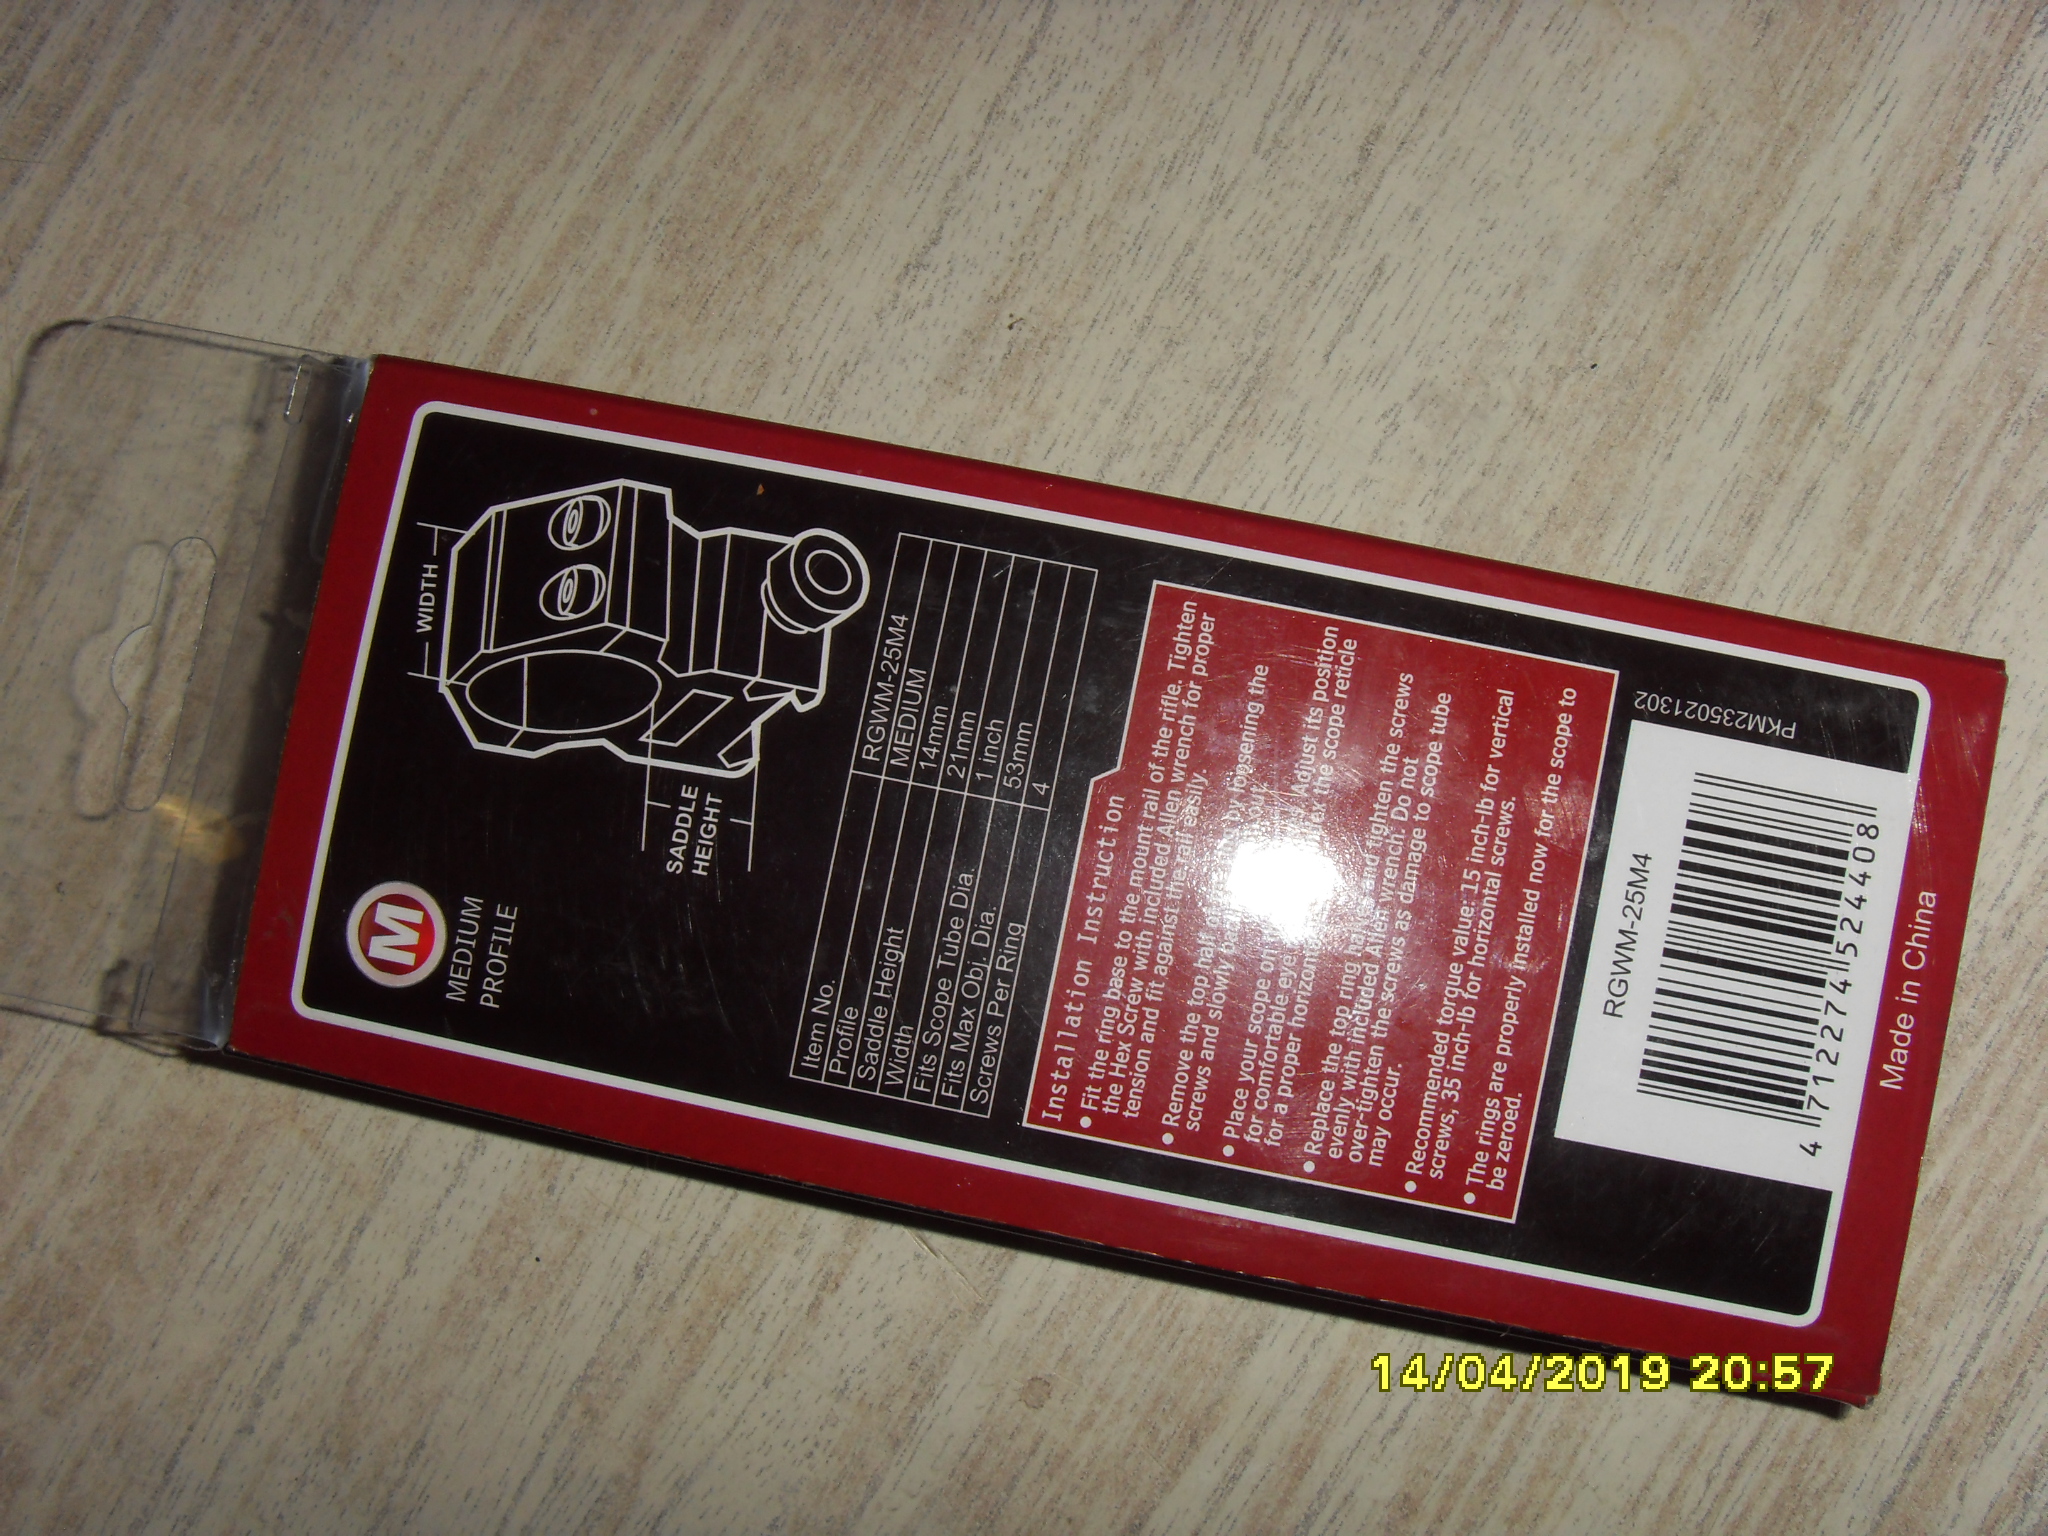 M
MEDIUM
PROFILE
WIDTH
SADDLE
HEIGHT
Item No. RGWM-25M4
Profile MEDIUM
Saddle Height 14mm
Width 21mm
Fits Scope Tube Dia. 1 inch
Fits Max Obj. Dia. 53mm
Screws Per Ring 4
Installation Instruction
• Fit the ring base to the mount rail of the rifle. Tighten
the Hex Screw with included Allen wrench for proper
tension and fit against the rail easily.
• Remove the top half by loosening the
screws and slowly
• Place your scope on Adjust its position
for comfortable eye the scope reticle
for a proper horizon
• Replace the top ring half and tighten the screws
evenly with included Allen wrench. Do not
over-tighten the screws as damage to scope tube
may occur.
• Recommended torque value: 15 inch-lb for vertical
screws, 35 inch-lb for horizontal screws.
• The rings are properly installed now for the scope to
be zeroed.
PKM235021302
RGWM-25M4
4 712274 524408
Made in China
14/04/2019 20:57